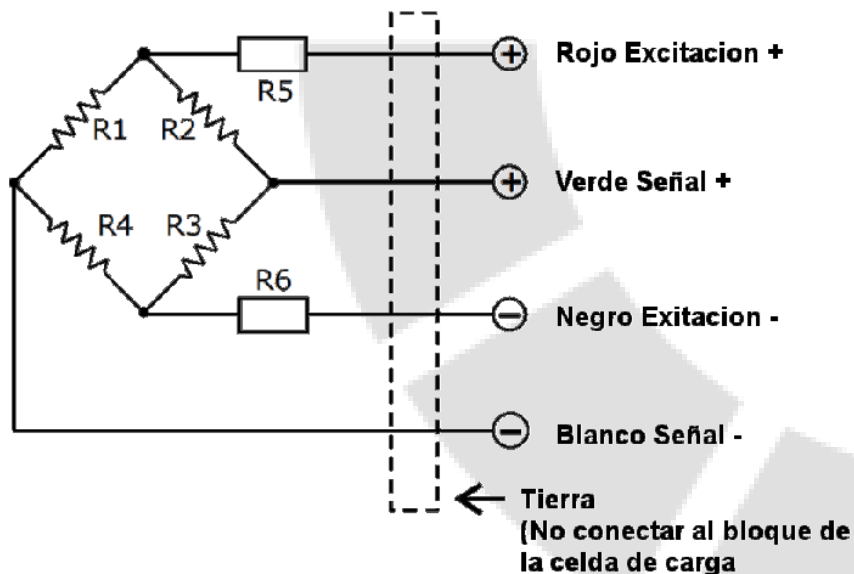 Rojo Excitacion +
R5
R1
R2
Verde Señal +
R4
R3
R6
Negro Exitacion -
Blanco Señal -
Tierra
(No conectar al bloque de
la celda de carga